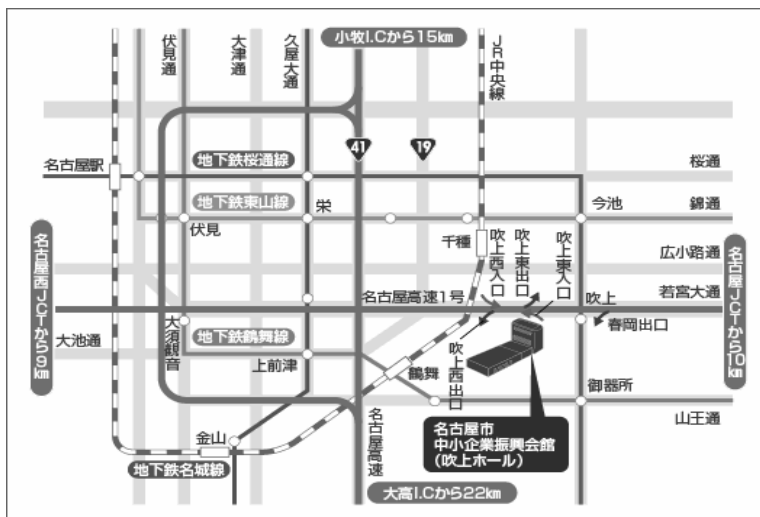 小牧I.Cから15km
伏見通
大津通
久屋大通
JR中央線
41
19
名古屋駅
地下鉄桜通線
桜通
地下鉄東山線
栄
今池
錦通
伏見
千種
吹上西入口
吹上東出口
吹上東入口
広小路通
名古屋西JCTから9km
名古屋JCTから10km
名古屋高速1号
吹上
若宮大通
大池通
大須観音
地下鉄鶴舞線
春岡出口
上前津
鶴舞
吹上西出口
御器所
山王通
金山
名古屋高速
名古屋市
中小企業振興会館
(吹上ホール)
地下鉄名城線
大高I.Cから22km